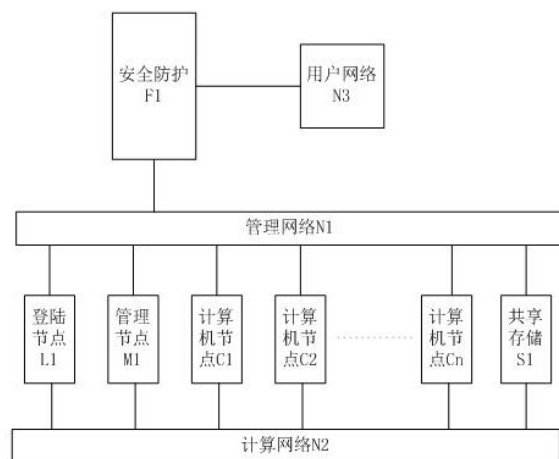 安全防护
F1
用户网络
N3
管理网络N1
登陆
节点
L1
管理
节点
M1
计算
机节
点C1
计算
机节
点C2
计算
机节
点Cn
共享
存储
S1
计算网络N2